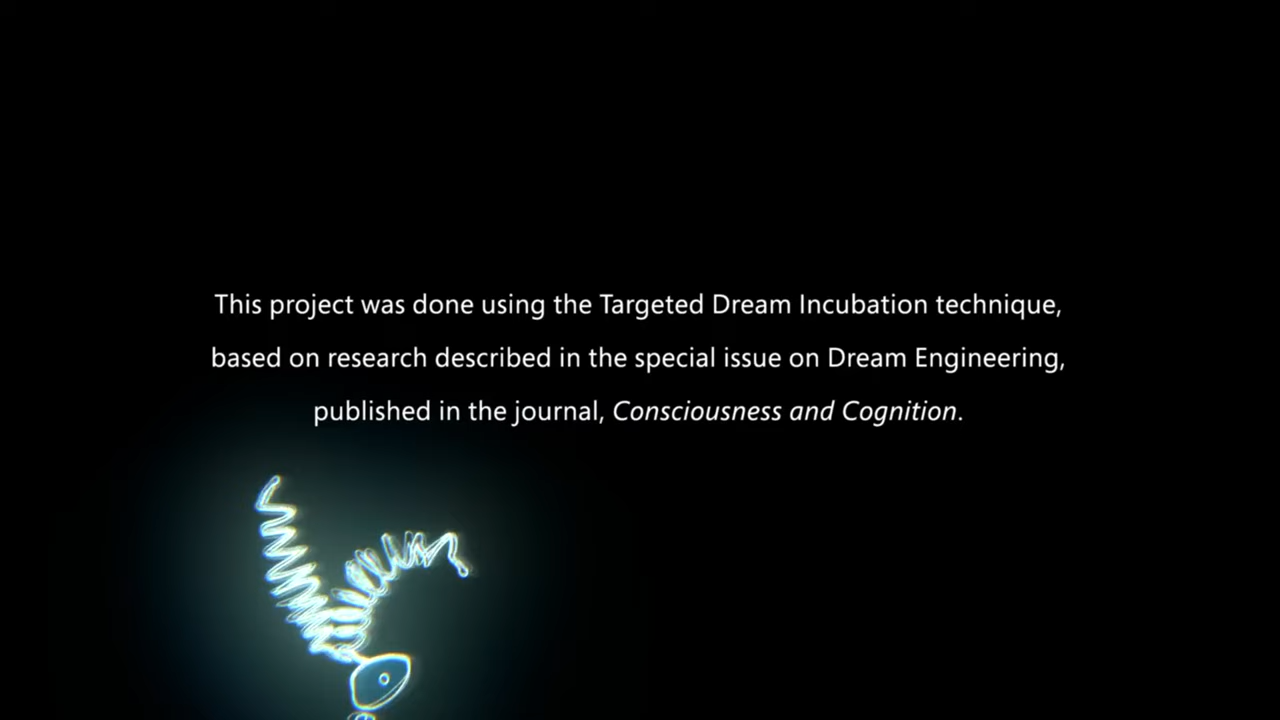 This project was done using the Targeted Dream Incubation technique,
based on research described in the special issue on Dream Engineering,
published in the journal, Consciousness and Cognition.